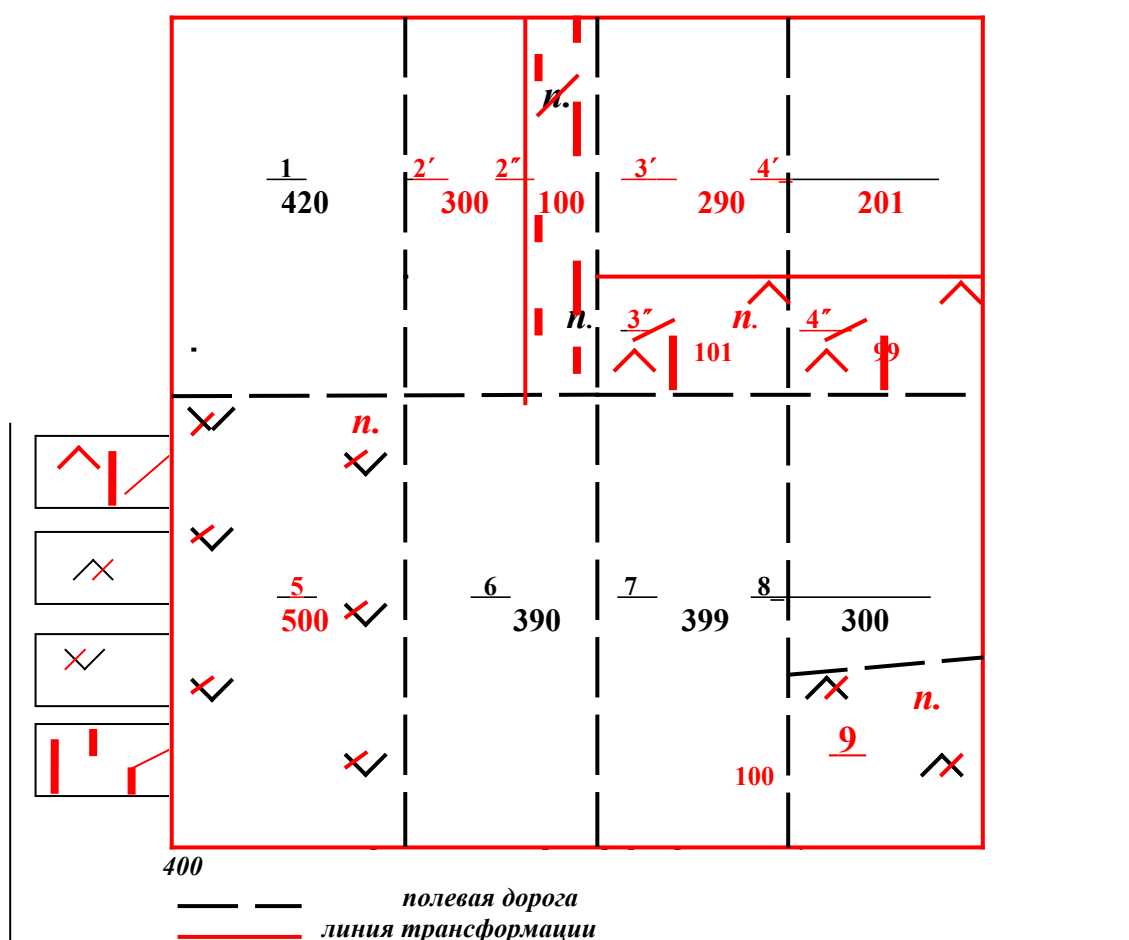 п.
1 2′ 2″ 3′ 4′
420 300 100 290 201
п. 3″ п. 4″
101 99
п.
5 6 7 8
500 390 399 300
п.
9
100
400
полевая дорога
линия трансформации